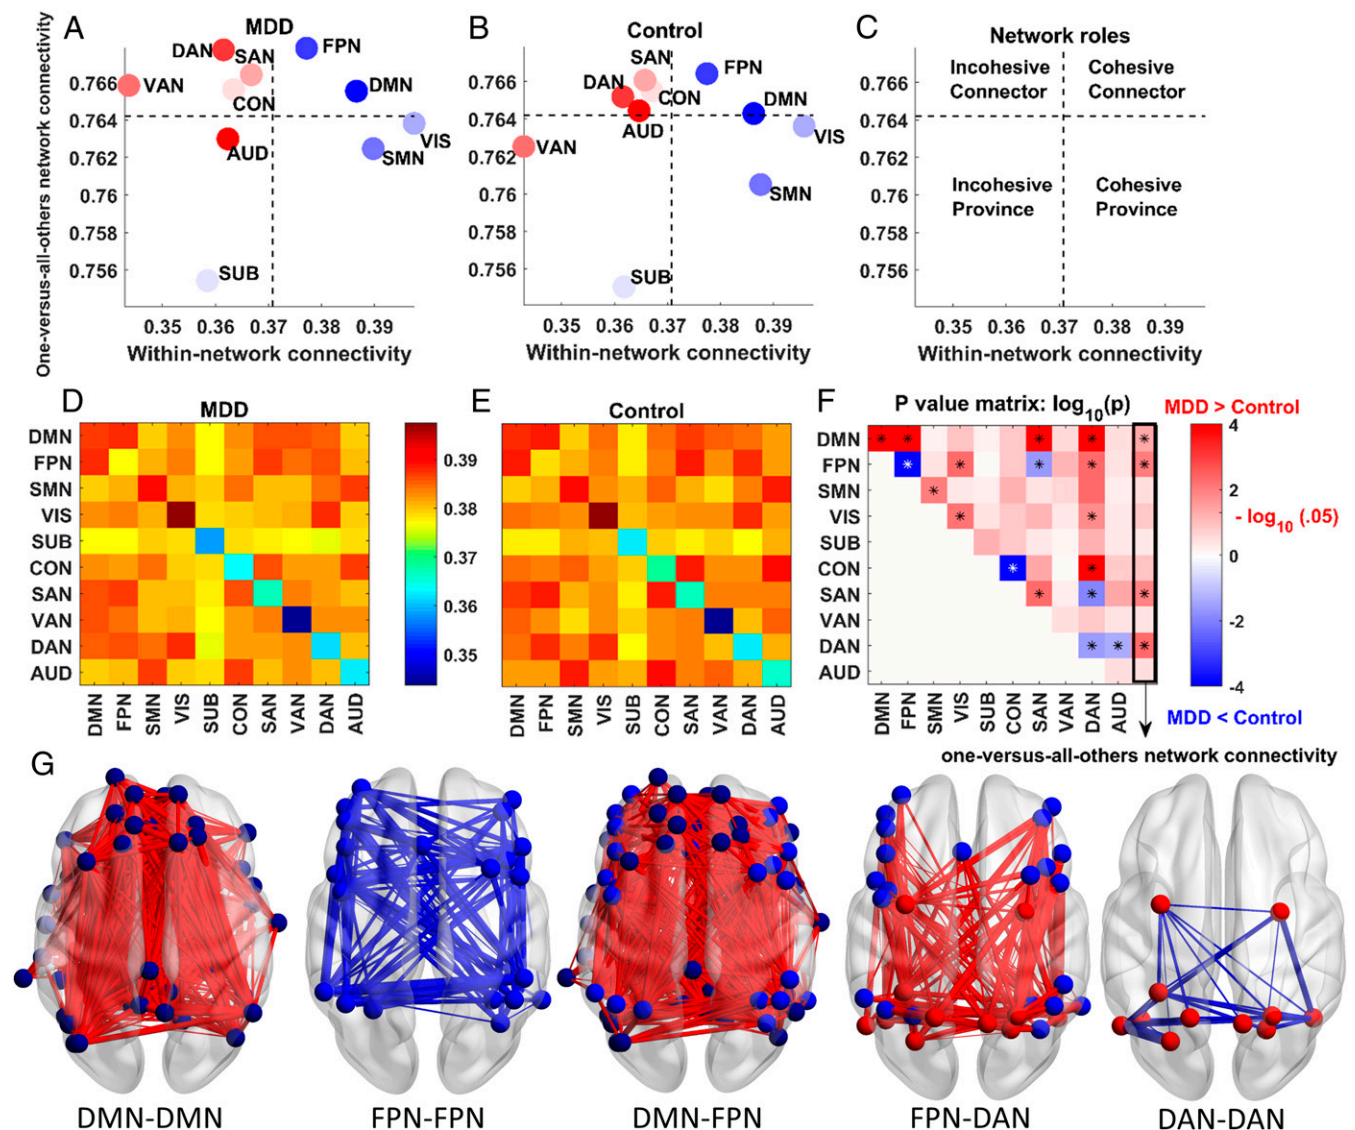 A
MDD
One-versus-all-others network connectivity
0.766
0.764
0.762
0.76
0.758
0.756
DAN
SAN
FPN
VAN
CON
DMN
AUD
VIS
SMN
SUB
0.35 0.36 0.37 0.38 0.39
Within-network connectivity
B
Control
0.766
0.764
0.762
0.76
0.758
0.756
SAN
FPN
DAN
CON
DMN
AUD
VIS
VAN
SMN
SUB
0.35 0.36 0.37 0.38 0.39
Within-network connectivity
C
Network roles
0.766
0.764
0.762
0.76
0.758
0.756
Incohesive
Connector
Cohesive
Connector
Incohesive
Province
Cohesive
Province
0.35 0.36 0.37 0.38 0.39
Within-network connectivity
D
MDD
DMN
FPN
SMN
VIS
SUB
CON
SAN
VAN
DAN
AUD
DMN FPN SMN VIS SUB CON SAN VAN DAN AUD
0.39
0.38
0.37
0.36
0.35
E
Control
DMN FPN SMN VIS SUB CON SAN VAN DAN AUD
F
P value matrix: log10(p)
MDD > Control
DMN
FPN
SMN
VIS
SUB
CON
SAN
VAN
DAN
AUD
DMN FPN SMN VIS SUB CON SAN VAN DAN AUD
4
2
- log10 (.05)
0
-2
-4
MDD < Control
one-versus-all-others network connectivity
G
DMN-DMN
FPN-FPN
DMN-FPN
FPN-DAN
DAN-DAN